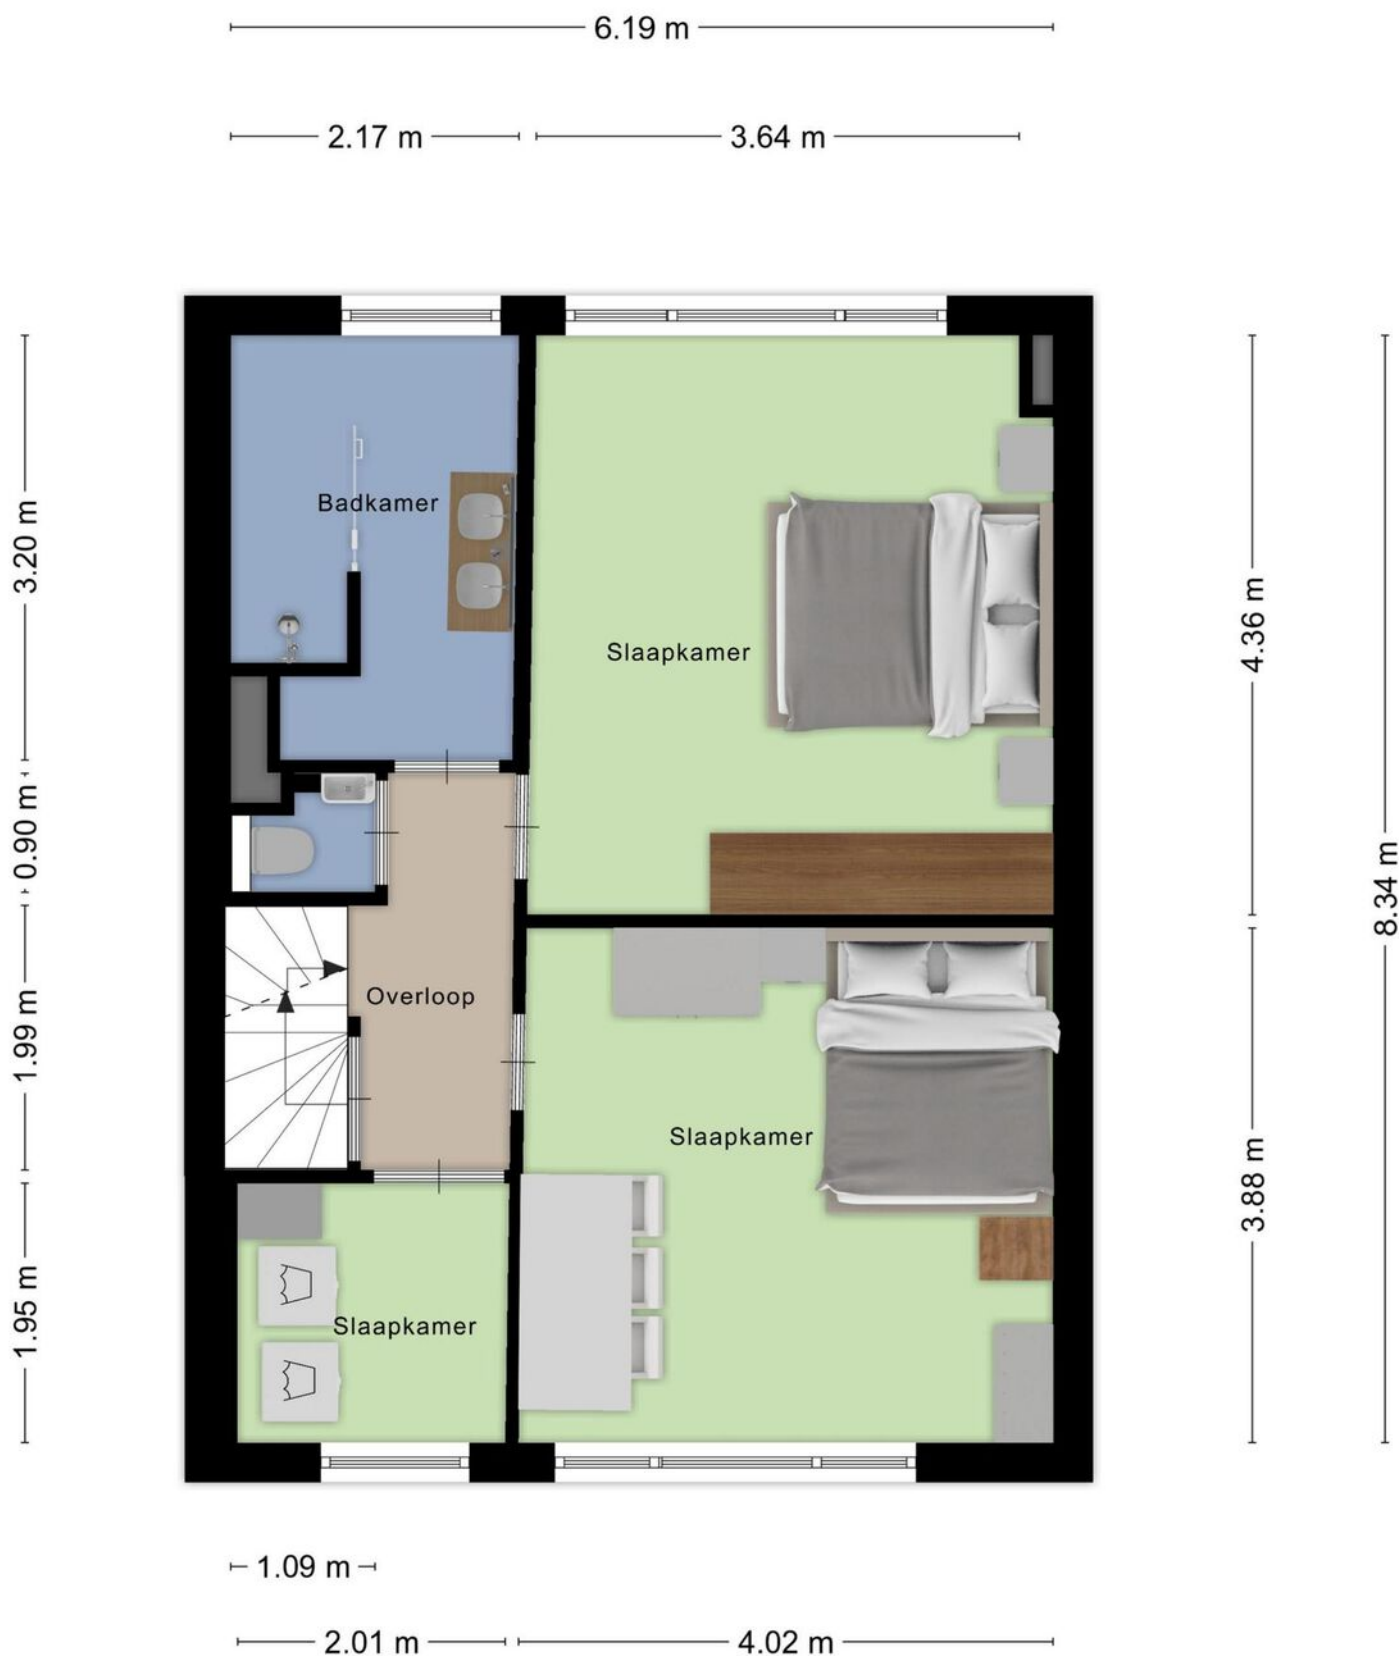 6.19 m
2.17 m
3.64 m
Badkamer
3.20 m
4.36 m
Slaapkamer
8.34 m
0.90 m
Overloop
1.99 m
Slaapkamer
3.88 m
1.95 m
Slaapkamer
1.09 m
2.01 m
4.02 m